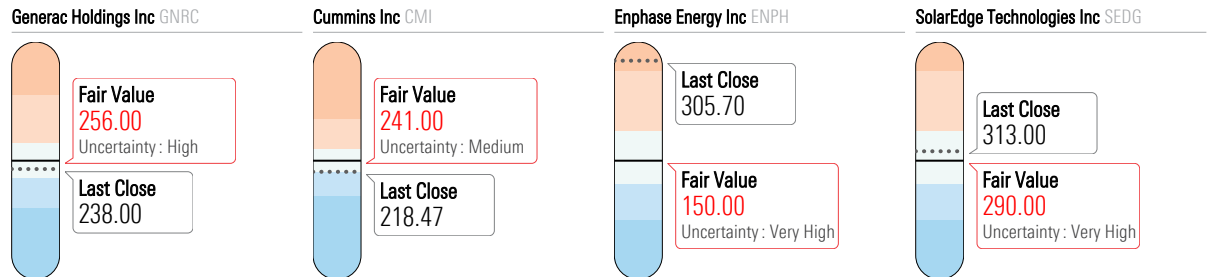 Generac Holdings Inc GNRC
Fair Value
256.00
Uncertainty : High
Last Close
238.00
Cummins Inc CMI
Fair Value
241.00
Uncertainty : Medium
Last Close
218.47
Enphase Energy Inc ENPH
Last Close
305.70
Fair Value
150.00
Uncertainty : Very High
SolarEdge Technologies Inc SEDG
Last Close
313.00
Fair Value
290.00
Uncertainty : Very High